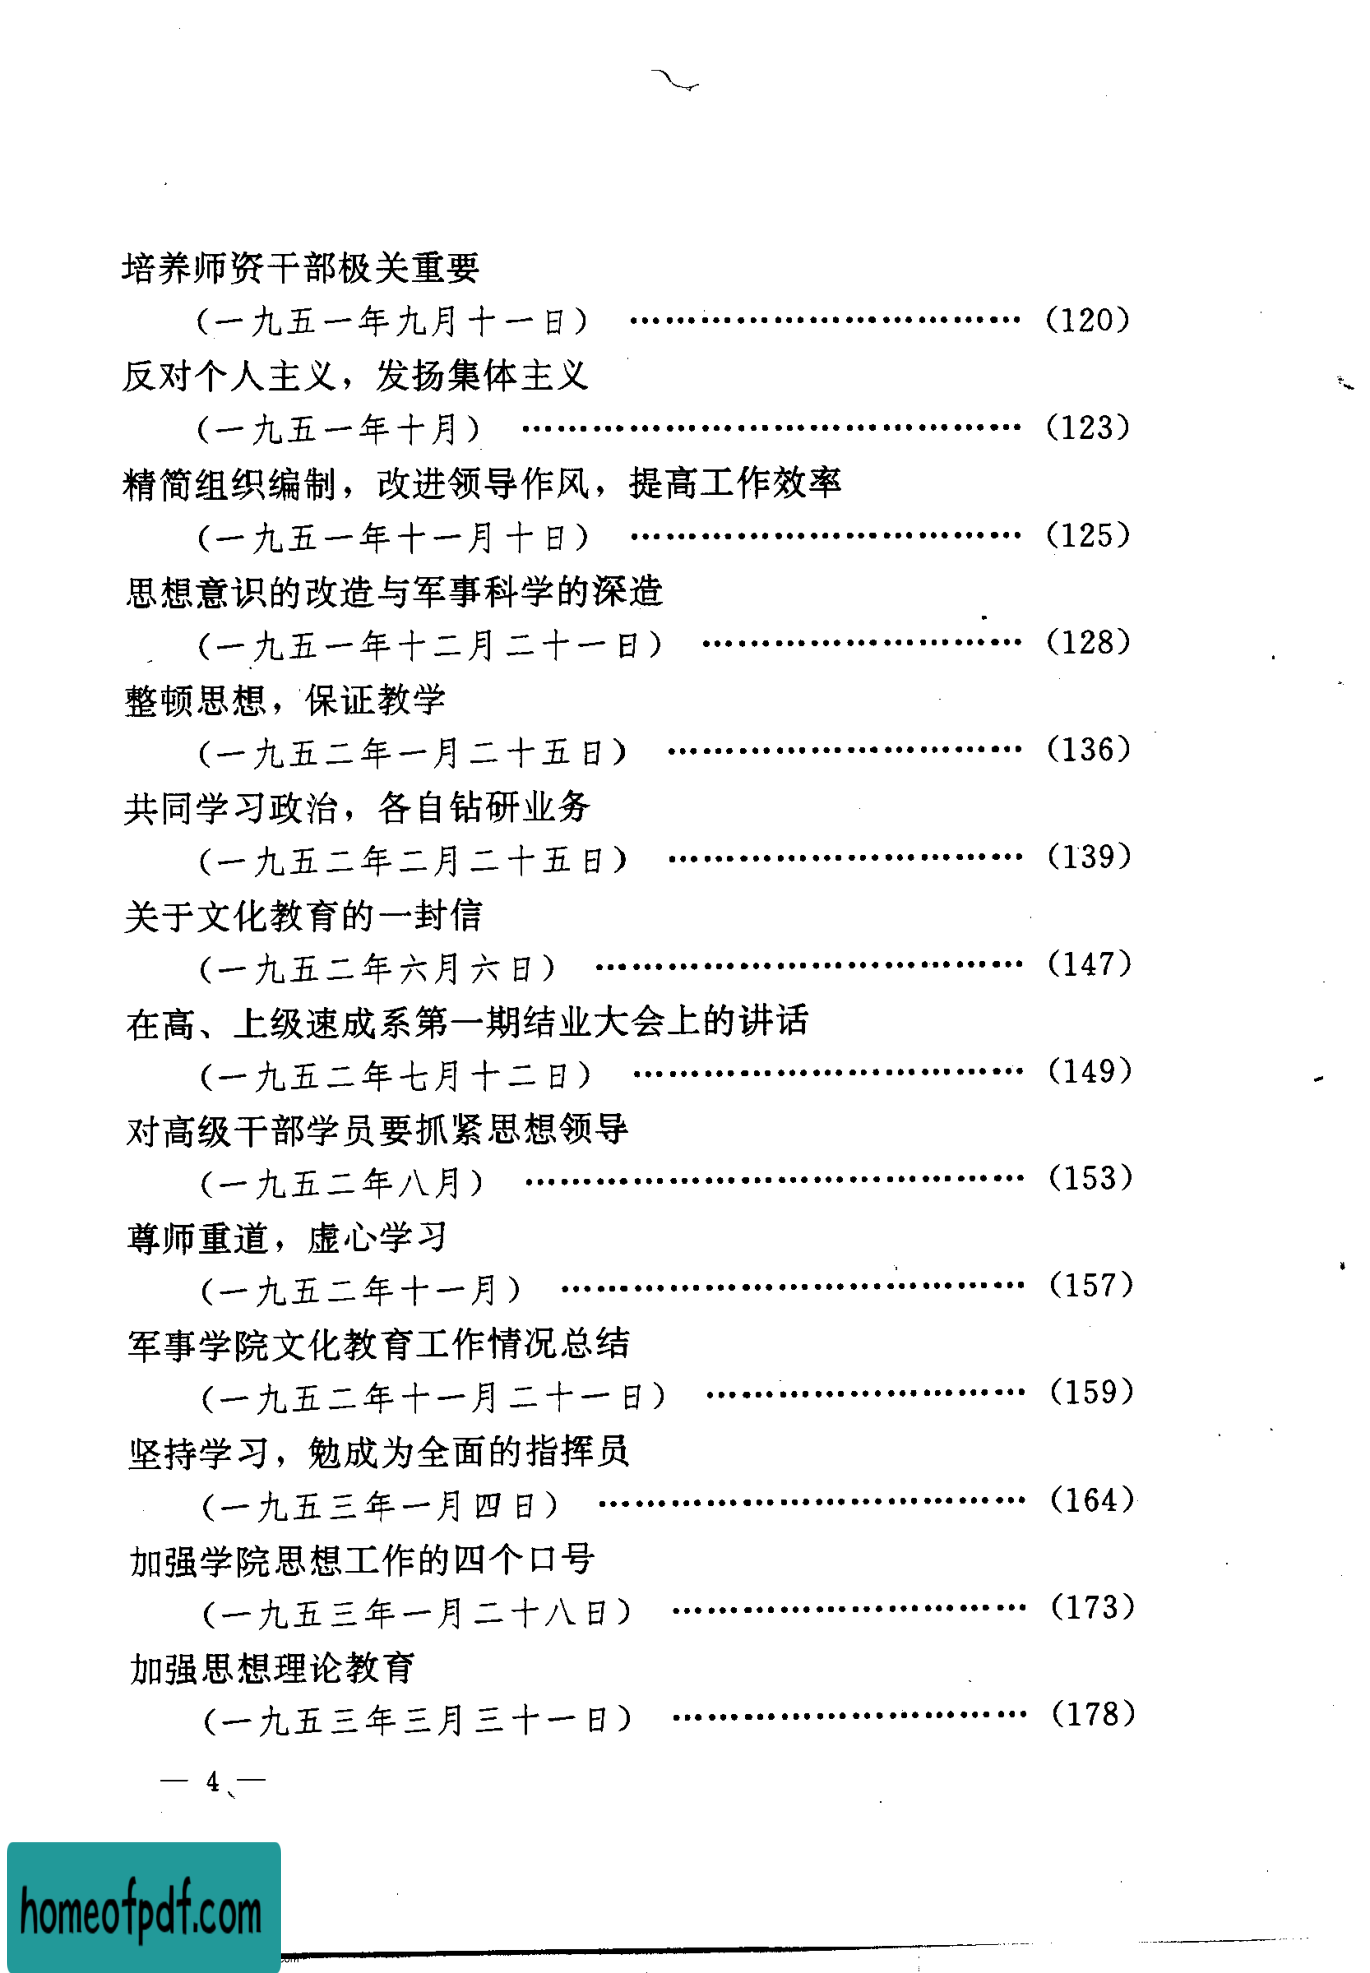 培养师资干部极关重要
（一九五一年九月十一日） ……………………………… （120）
反对个人主义，发扬集体主义
（一九五一年十月） ……………………………………… （123）
精简组织编制，改进领导作风，提高工作效率
（一九五一年十一月十日） ……………………………… （125）
思想意识的改造与军事科学的深造
（一九五一年十二月二十一日） ………………………… （128）
整顿思想，保证教学
（一九五二年一月二十五日） …………………………… （136）
共同学习政治，各自钻研业务
（一九五二年二月二十五日） …………………………… （139）
关于文化教育的一封信
（一九五二年六月六日） ………………………………… （147）
在高、上级速成系第一期结业大会上的讲话
（一九五二年七月十二日） ……………………………… （149）
对高级干部学员要抓紧思想领导
（一九五二年八月） ……………………………………… （153）
尊师重道，虚心学习
（一九五二年十一月） …………………………………… （157）
军事学院文化教育工作情况总结
（一九五二年十一月二十一日） ………………………… （159）
坚持学习，勉成为全面的指挥员
（一九五三年一月四日） ………………………………… （164）
加强学院思想工作的四个口号
（一九五三年一月二十八日） …………………………… （173）
加强思想理论教育
（一九五三年三月三十一日） …………………………… （178）
— 4 —
homeofpdf.com